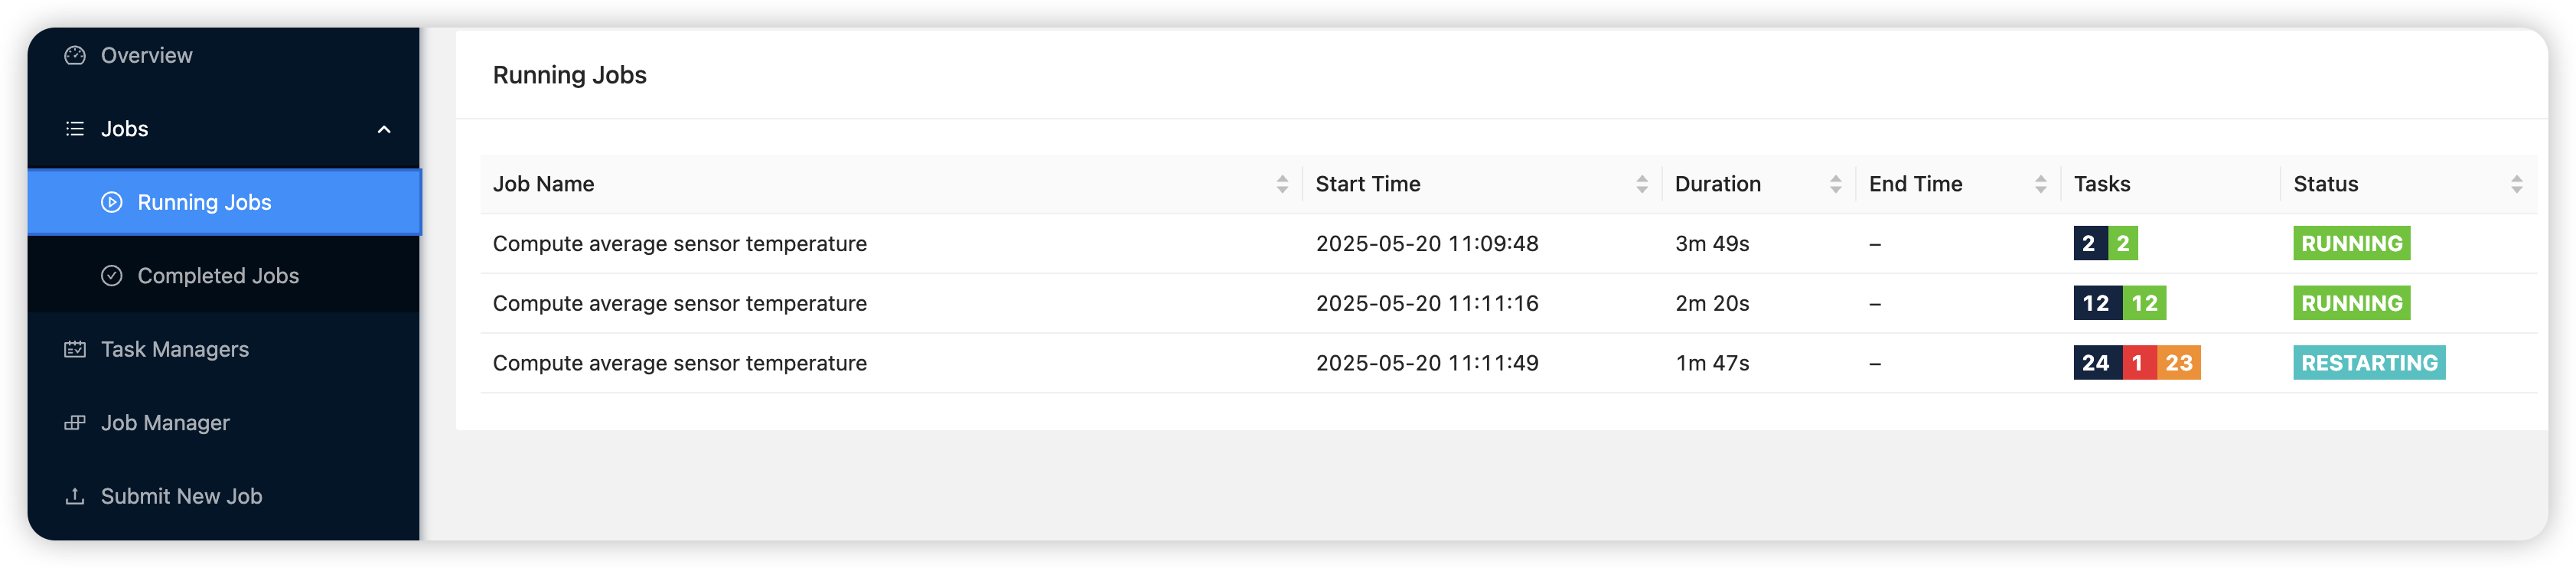 Overview
Jobs
Running Jobs
Completed Jobs
Task Managers
Job Manager
Submit New Job
Running Jobs
Job Name Start Time Duration End Time Tasks Status
Compute average sensor temperature 2025-05-20 11:09:48 3m 49s – 2 2 RUNNING
Compute average sensor temperature 2025-05-20 11:11:16 2m 20s – 12 12 RUNNING
Compute average sensor temperature 2025-05-20 11:11:49 1m 47s – 24 1 23 RESTARTING